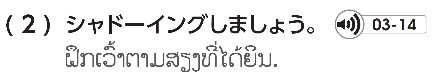 (2) シャドーイングしましょう。 03-14
ຝຶກເວົ້າຕາມສຽງທີ່ໄດ້ຍິນ.